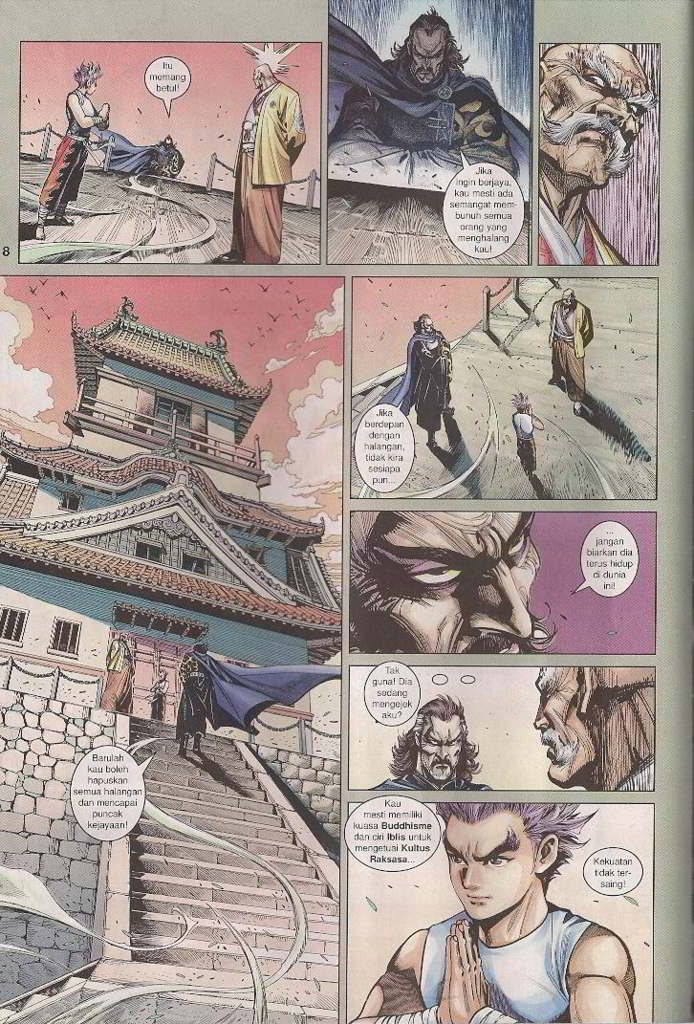 Itu
memang
betul!
Jika
ingin berjaya,
kau mesti ada
semangat mem-
bunuh semua
orang yang
menghalang
kau!
8
Jika
berdepan
dengan
halangan,
tidak kira
sesiapa
pun...
...
jangan
biarkan dia
terus hidup
di dunia
ini!
Barulah
kau boleh
hapuskan
semua halangan
dan mencapai
puncak
kejayaan!
Tak
guna! Dia
sedang
mengejek
aku?
Kau
mesti memiliki
kuasa Buddhisme
dan ciri Iblis untuk
mengetuai Kultus
Raksasa...
Kekuatan
tidak ter-
saing!